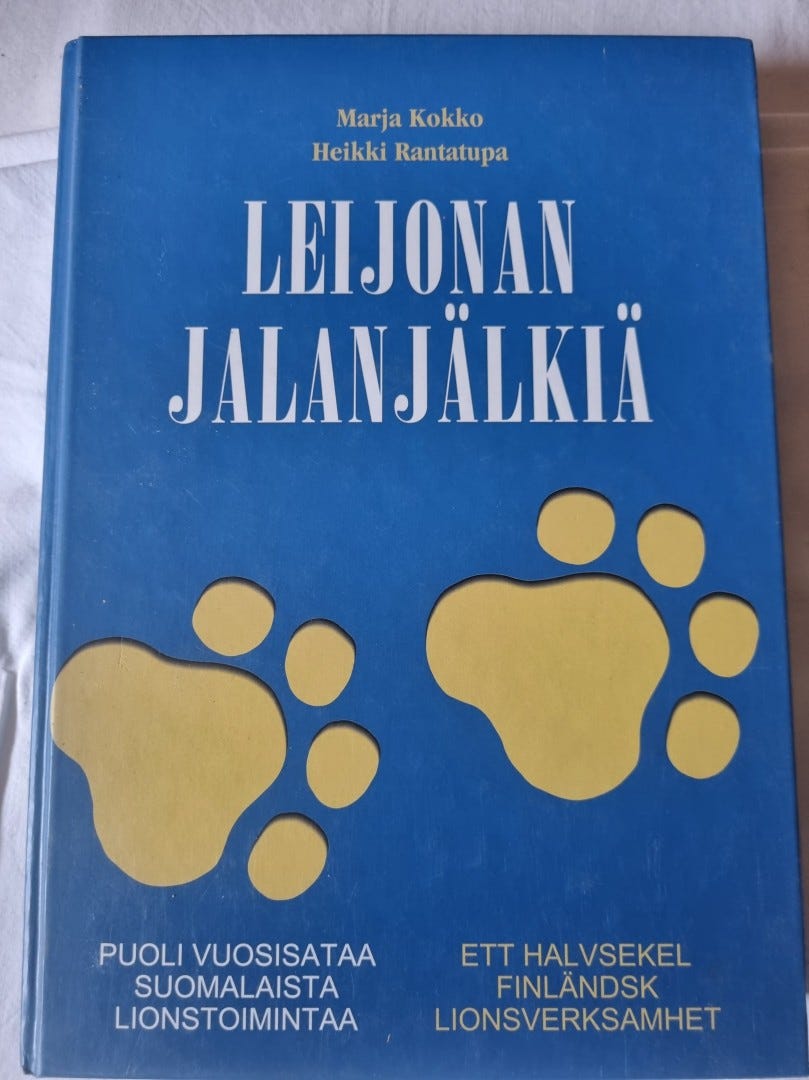 Marja Kokko
Heikki Rantatupa
LEIJONAN
JALANJÄLKIÄ
PUOLI VUOSISATAA
SUOMALAISTA
LIONSTOIMINTAA
ETT HALVSEKEL
FINLÄNDSK
LIONSVERKSAMHET